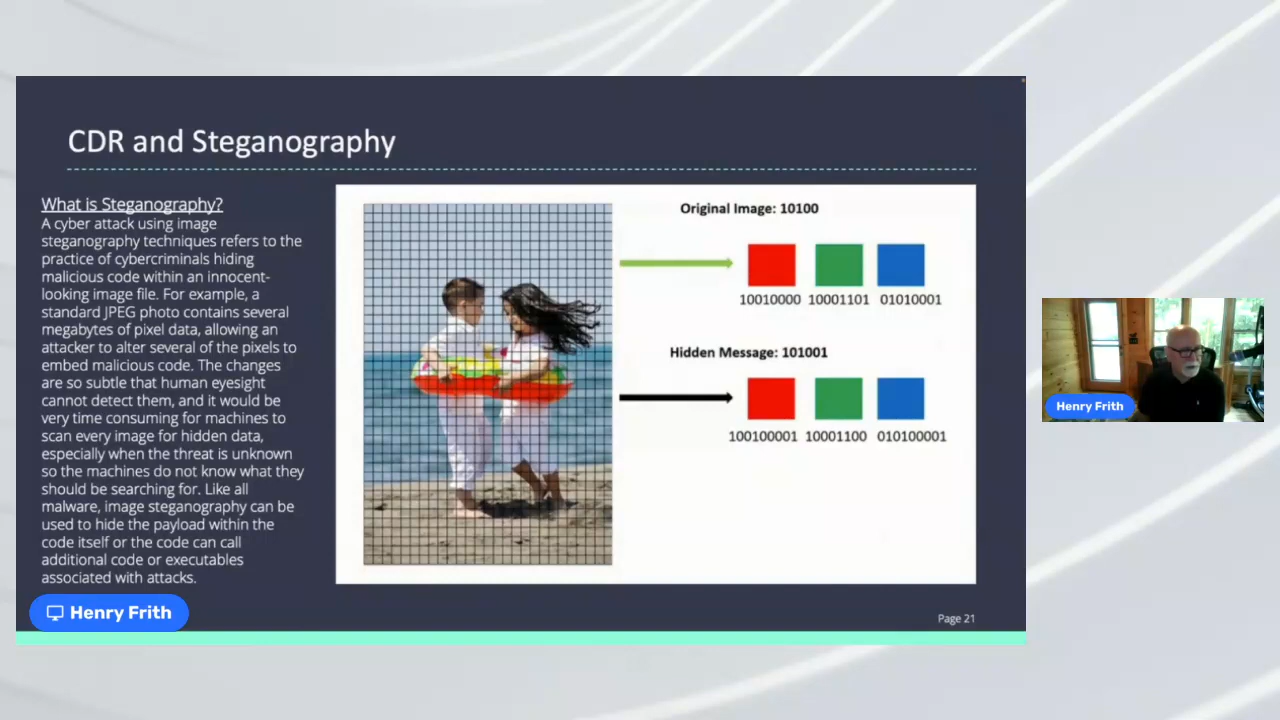 CDR and Steganography
What is Steganography?
A cyber attack using image
steganography techniques refers to the
practice of cybercriminals hiding
malicious code within an innocent-
looking image file. For example, a
standard JPEG photo contains several
megabytes of pixel data, allowing an
attacker to alter several of the pixels to
embed malicious code. The changes
are so subtle that human eyesight
cannot detect them, and it would be
very time consuming for machines to
scan every image for hidden data,
especially when the threat is unknown
so the machines do not know what they
should be searching for. Like all
malware, image steganography can be
used to hide the payload within the
code itself or the code can call
additional code or executables
associated with attacks.
Original Image: 10100
10010000 10001101 01010001
Hidden Message: 101001
100100001 10001100 010100001
Henry Frith
Page 21
Henry Frith